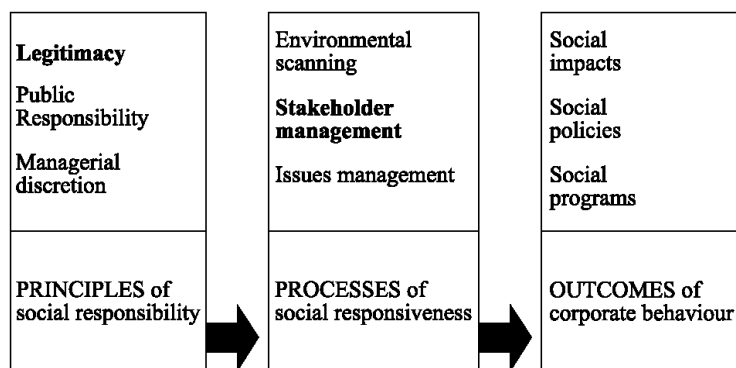 Legitimacy
Public
Responsibility
Managerial
discretion
PRINCIPLES of
social responsibility
Environmental
scanning
Stakeholder
management
Issues management
PROCESSES of
social responsiveness
Social
impacts
Social
policies
Social
programs
OUTCOMES of
corporate behaviour